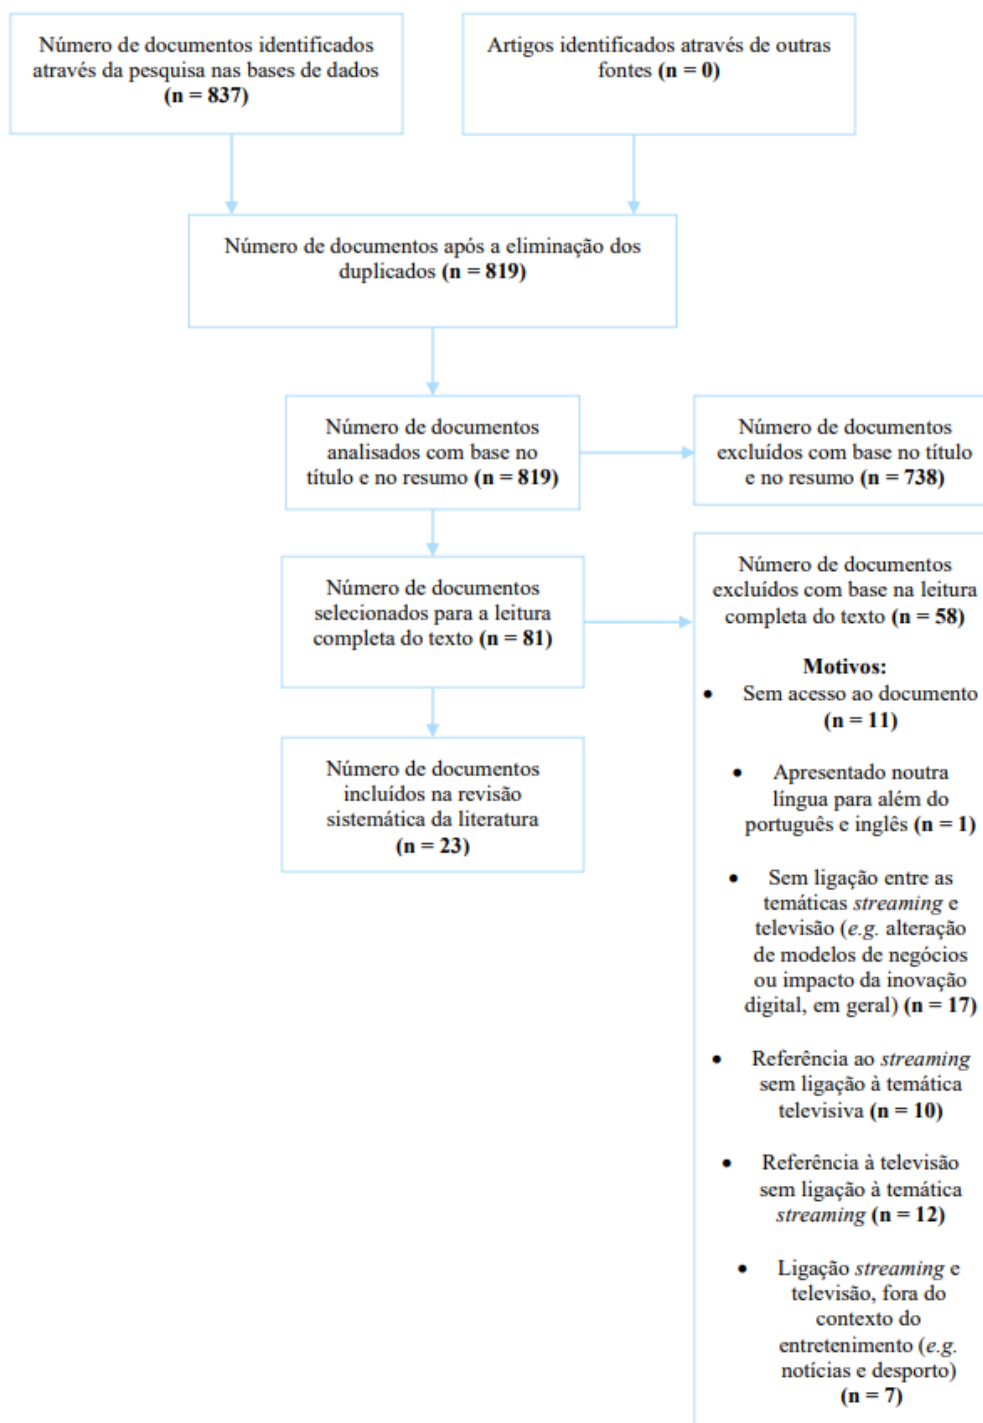 Número de documentos identificados
através da pesquisa nas bases de dados
(n = 837)
Artigos identificados através de outras
fontes (n = 0)
Número de documentos após a eliminação dos
duplicados (n = 819)
Número de documentos
analisados com base no
título e no resumo (n = 819)
Número de documentos
excluídos com base no título
e no resumo (n = 738)
Número de documentos
selecionados para a leitura
completa do texto (n = 81)
Número de documentos
excluídos com base na leitura
completa do texto (n = 58)
Motivos:
• Sem acesso ao documento
(n = 11)
• Apresentado noutra
língua para além do
português e inglês (n = 1)
• Sem ligação entre as
temáticas streaming e
televisão (e.g. alteração
de modelos de negócios
ou impacto da inovação
digital, em geral) (n = 17)
• Referência ao streaming
sem ligação à temática
televisiva (n = 10)
• Referência à televisão
sem ligação à temática
streaming (n = 12)
• Ligação streaming e
televisão, fora do
contexto do
entretenimento (e.g.
notícias e desporto)
(n = 7)
Número de documentos
incluídos na revisão
sistemática da literatura
(n = 23)